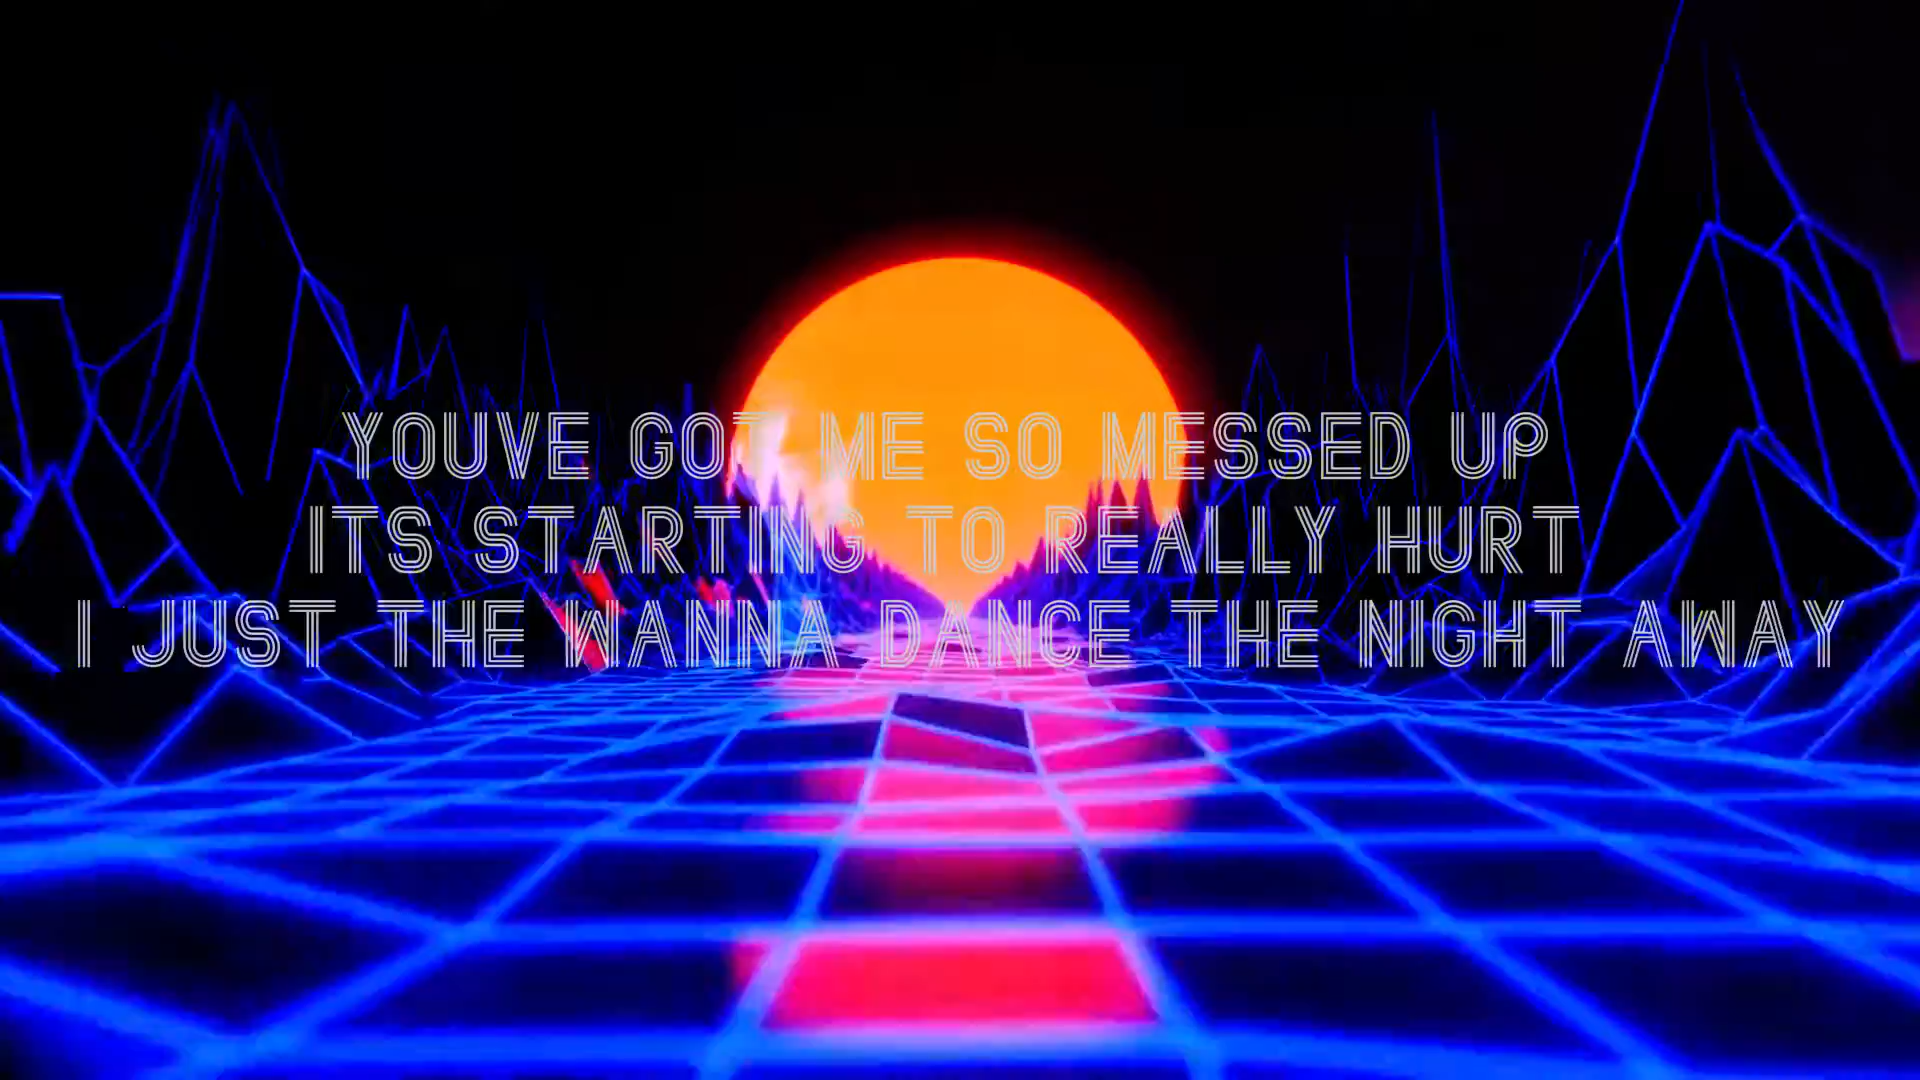 YOUVE GOT ME SO MESSED UP
ITS STARTING TO REALLY HURT
I JUST THE WANNA DANCE THE NIGHT AWAY